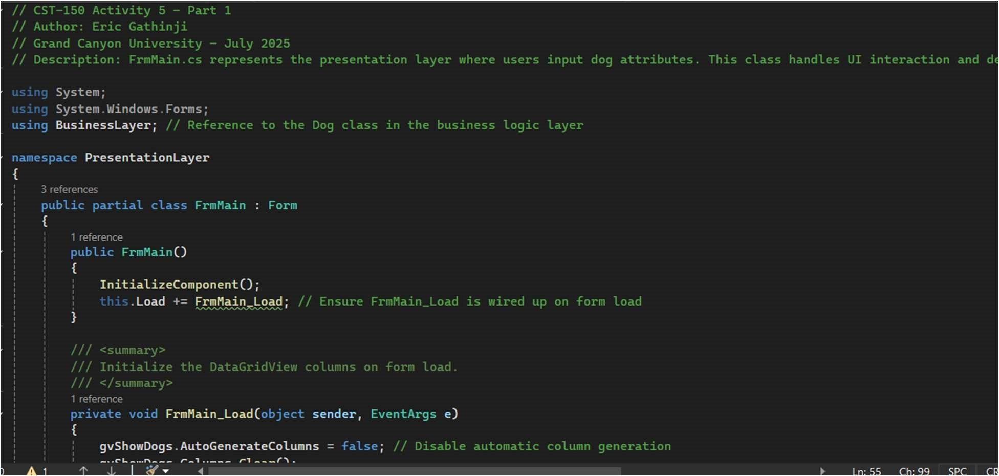 // CST-150 Activity 5 - Part 1
// Author: Eric Gathinji
// Grand Canyon University - July 2025
// Description: FrmMain.cs represents the presentation layer where users input dog attributes. This class handles UI interaction and
using System;
using System.Windows.Forms;
using BusinessLayer; // Reference to the Dog class in the business logic layer
namespace PresentationLayer
{
3 references
public partial class FrmMain : Form
{
1 reference
public FrmMain()
{
InitializeComponent();
this.Load += FrmMain_Load; // Ensure FrmMain_Load is wired up on form load
}
/// <summary>
/// Initialize the DataGridView columns on form load.
/// </summary>
1 reference
private void FrmMain_Load(object sender, EventArgs e)
{
gvShowDogs.AutoGenerateColumns = false; // Disable automatic column generation
gvShowDogs.Columns.Clear();
1 Ln: 55 Ch: 99 SPC